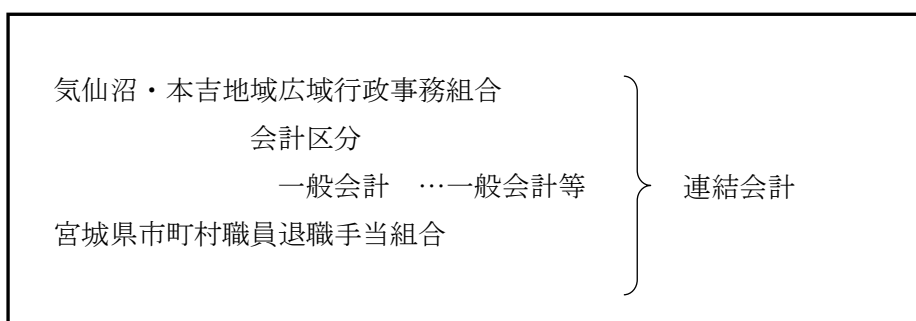 気仙沼・本吉地域広域行政事務組合
会計区分
一般会計　…一般会計等
連結会計
宮城県市町村職員退職手当組合